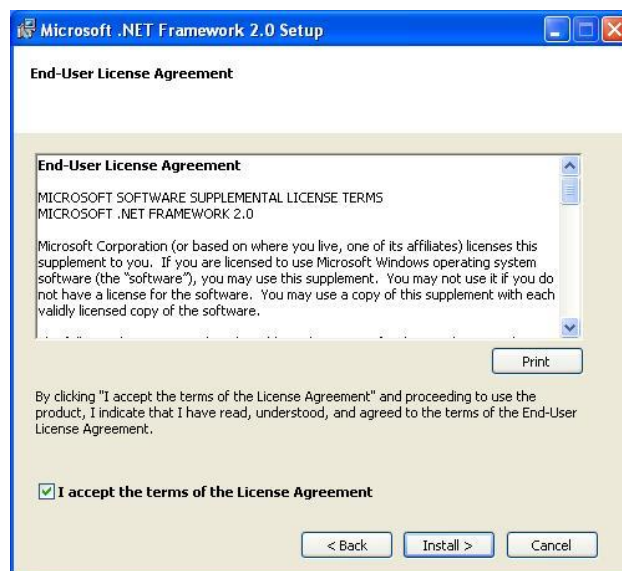 Microsoft .NET Framework 2.0 Setup
End-User License Agreement
End-User License Agreement
MICROSOFT SOFTWARE SUPPLEMENTAL LICENSE TERMS
MICROSOFT .NET FRAMEWORK 2.0
Microsoft Corporation (or based on where you live, one of its affiliates) licenses this
supplement to you.  If you are licensed to use Microsoft Windows operating system
software (the “software”), you may use this supplement.  You may not use it if you do
not have a license for the software.  You may use a copy of this supplement with each
validly licensed copy of the software.
Print
By clicking "I accept the terms of the License Agreement" and proceeding to use the
product, I indicate that I have read, understood, and agreed to the terms of the End-User
License Agreement.
I accept the terms of the License Agreement
< Back Install > Cancel